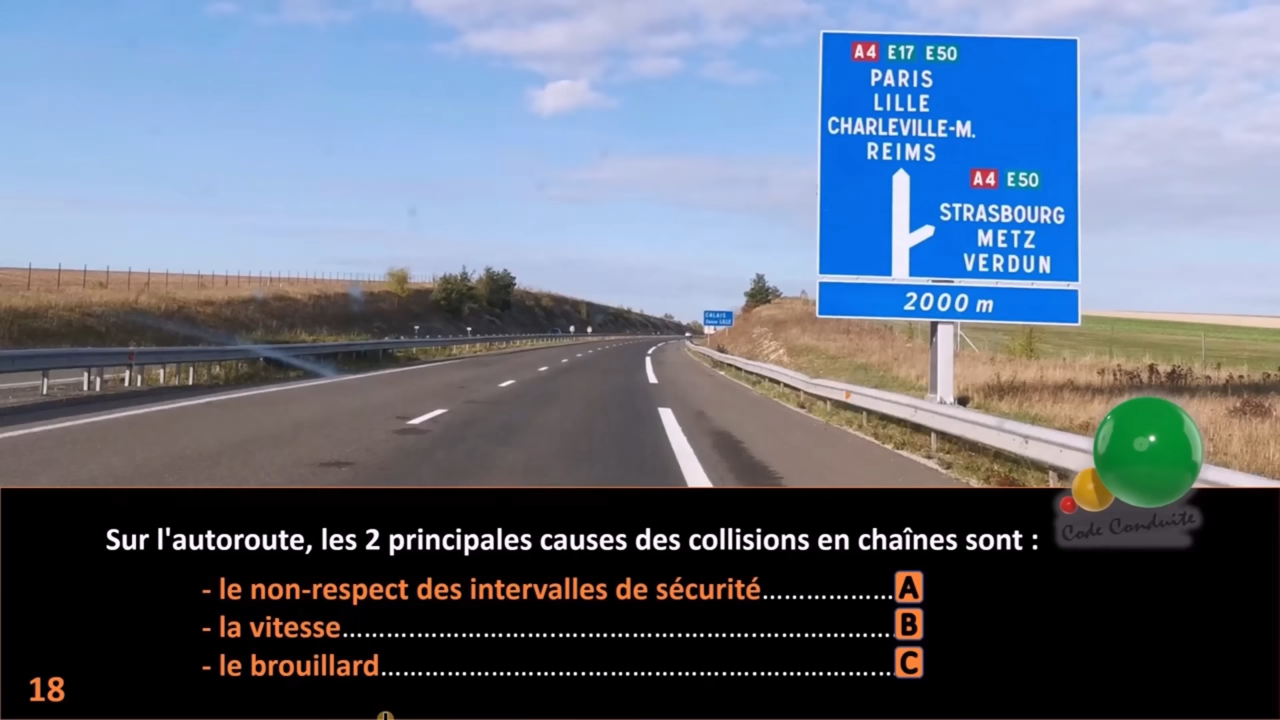 A4 E17 E50
PARIS
LILLE
CHARLEVILLE-M.
REIMS
A4 E50
STRASBOURG
METZ
VERDUN
2000 m
CALAIS
LILLE
Code Conduite
Sur l'autoroute, les 2 principales causes des collisions en chaînes sont :
- le non-respect des intervalles de sécurité.................. A
- la vitesse.................................................................................. B
- le brouillard............................................................................. C
18